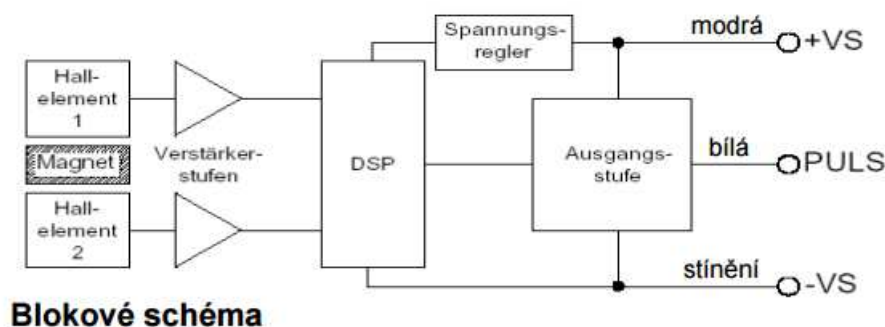 Spannungs-
regler
modrá
+VS
Hall-
element
1
Magnet
Verstärker-
stufen
Hall-
element
2
DSP
Ausgangs-
stufe
bílá
PULS
stínění
-VS
Blokové schéma